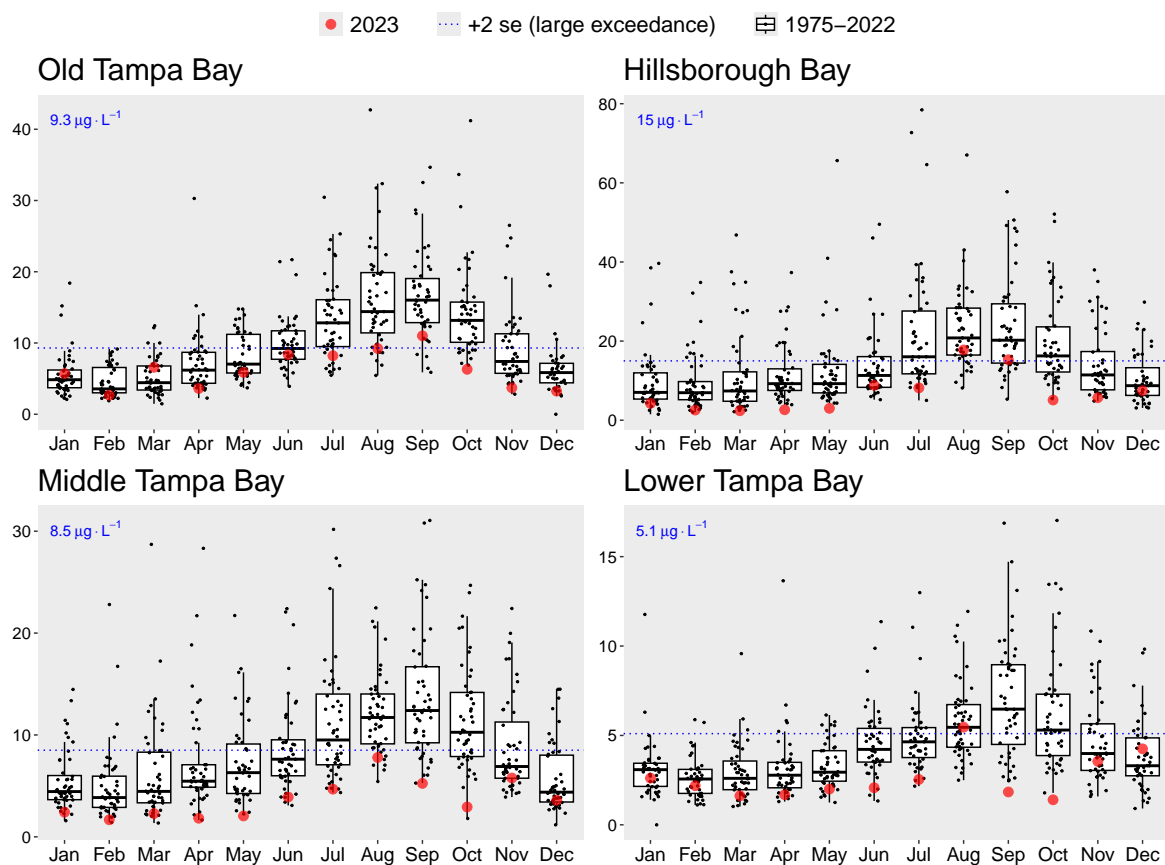 2023 +2 se (large exceedance) 1975−2022
Old Tampa Bay
9.3 μg⋅L⁻¹
40
30
20
10
0
Jan Feb Mar Apr May Jun Jul Aug Sep Oct Nov Dec
Hillsborough Bay
15 μg⋅L⁻¹
80
60
40
20
0
Jan Feb Mar Apr May Jun Jul Aug Sep Oct Nov Dec
Middle Tampa Bay
8.5 μg⋅L⁻¹
30
20
10
0
Jan Feb Mar Apr May Jun Jul Aug Sep Oct Nov Dec
Lower Tampa Bay
5.1 μg⋅L⁻¹
15
10
5
0
Jan Feb Mar Apr May Jun Jul Aug Sep Oct Nov Dec